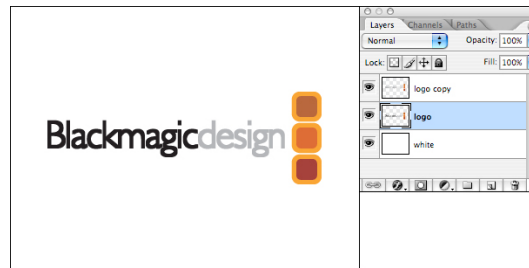 Blackmagicdesign
Layers Channels Paths
Normal Opacity: 100%
Lock: Fill: 100%
logo copy
logo
white